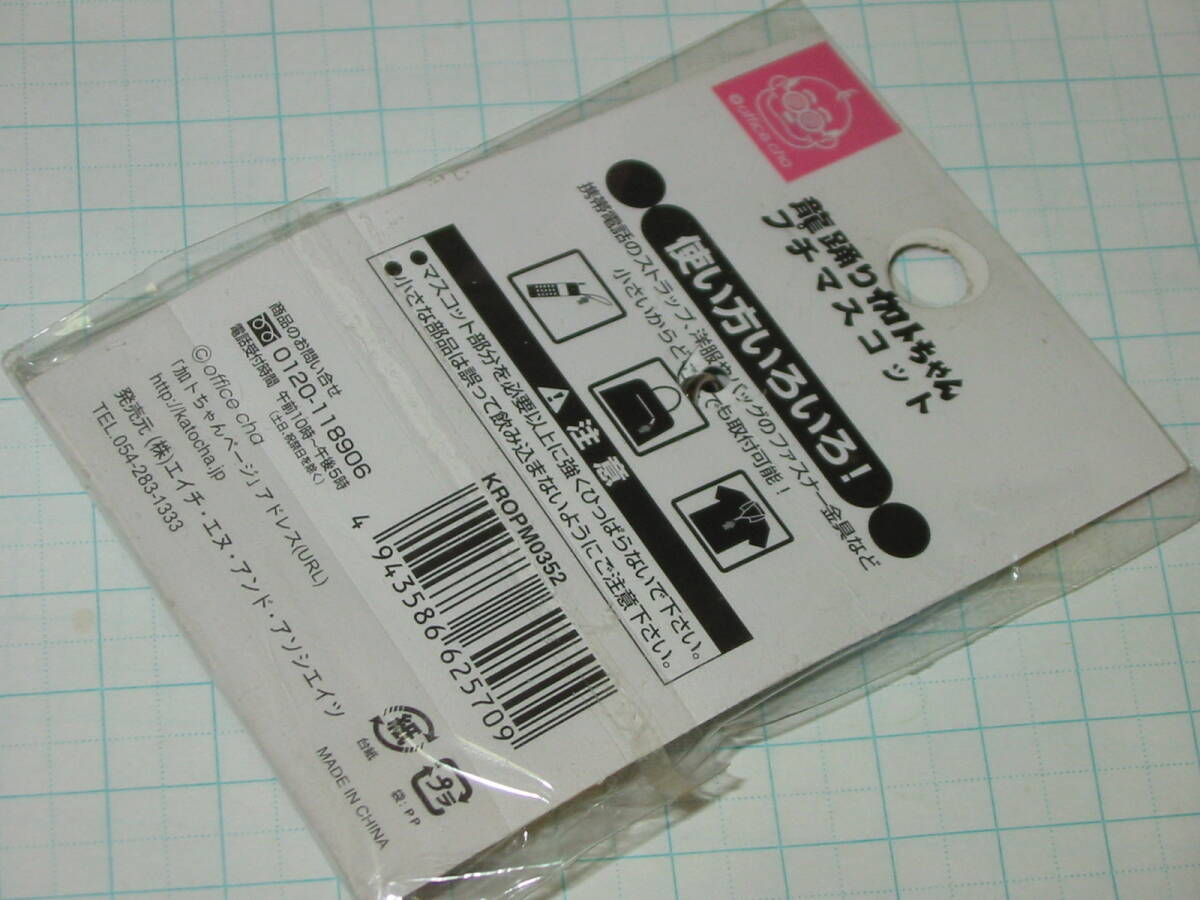 ©office cha
龍踊り加トちゃん
プチマスコット
使い方いろいろ!
携帯電話のストラップ、洋服やバッグのファスナー金具など
小さいからどこでも取付可能!
注意
●マスコット部分を必要以上に強くひっぱらないで下さい。
●小さな部品は誤って飲み込まないようにご注意下さい。
KROPM0352
4 943586 625709
商品のお問い合せ
0120-118906
電話受付時間 午前10時～午後5時
(土日、祝祭日を除く)
©office cha
「加トちゃんページ」アドレス(URL)
http://katocha.jp
発売元 (株)エイチ・エヌ・アンド・アソシエイツ
TEL.054-283-1333
紙
台紙
プラ
袋:PP
MADE IN CHINA